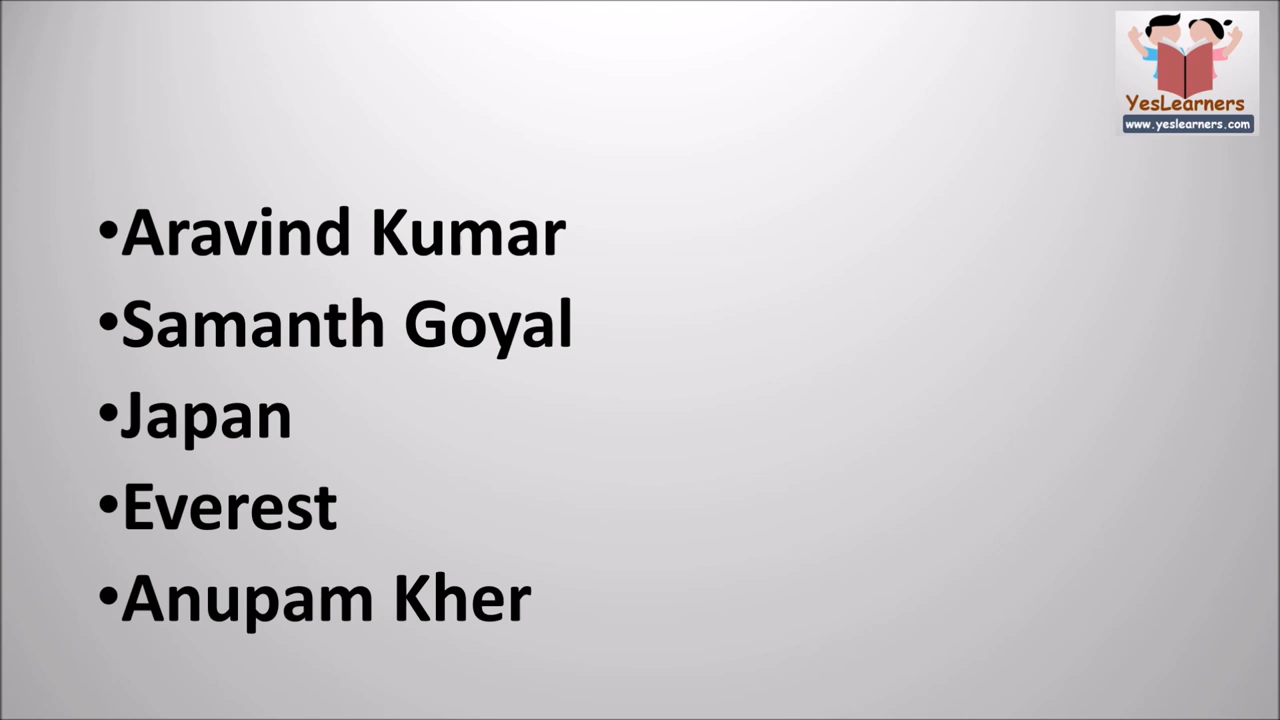 YesLearners
www.yeslearners.com
•Aravind Kumar
•Samanth Goyal
•Japan
•Everest
•Anupam Kher